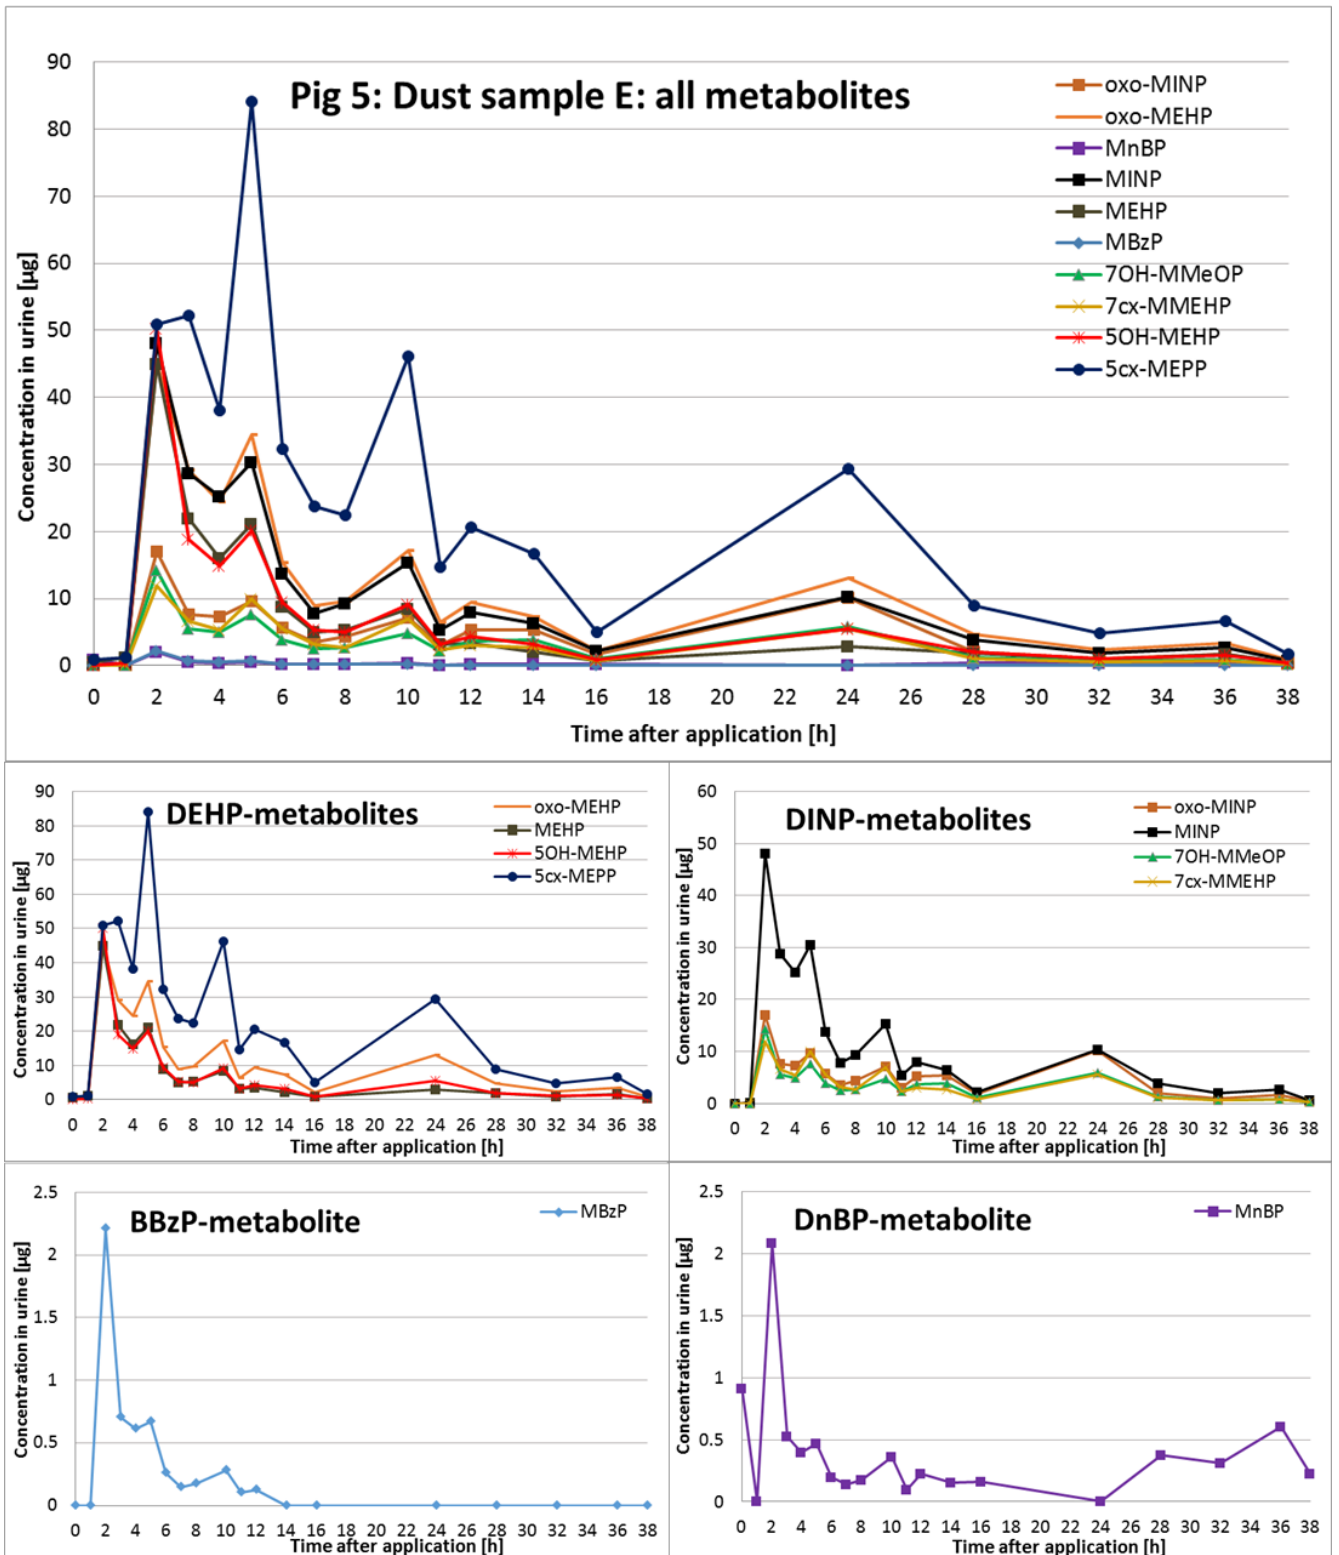 Pig 5: Dust sample E: all metabolites
Concentration in urine [µg]
90
80
70
60
50
40
30
20
10
0
oxo-MINP
oxo-MEHP
MnBP
MINP
MEHP
MBzP
7OH-MMeOP
7cx-MMEHP
5OH-MEHP
5cx-MEPP
0 2 4 6 8 10 12 14 16 18 20 22 24 26 28 30 32 34 36 38
Time after application [h]
DEHP-metabolites
Concentration in urine [µg]
90
80
70
60
50
40
30
20
10
0
oxo-MEHP
MEHP
5OH-MEHP
5cx-MEPP
0 2 4 6 8 10 12 14 16 18 20 22 24 26 28 30 32 34 36 38
Time after application [h]
DINP-metabolites
Concentration in urine [µg]
60
50
40
30
20
10
0
oxo-MINP
MINP
7OH-MMeOP
7cx-MMEHP
0 2 4 6 8 10 12 14 16 18 20 22 24 26 28 30 32 34 36 38
Time after application [h]
BBzP-metabolite
Concentration in urine [µg]
2.5
2
1.5
1
0.5
0
MBzP
0 2 4 6 8 10 12 14 16 18 20 22 24 26 28 30 32 34 36 38
Time after application [h]
DnBP-metabolite
Concentration in urine [µg]
2.5
2
1.5
1
0.5
0
MnBP
0 2 4 6 8 10 12 14 16 18 20 22 24 26 28 30 32 34 36 38
Time after application [h]